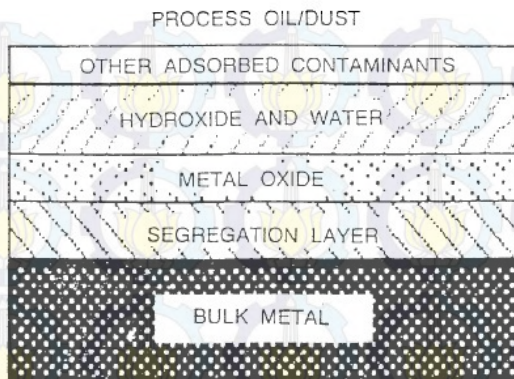 PROCESS OIL/DUST
OTHER ADSORBED CONTAMINANTS
HYDROXIDE AND WATER
METAL OXIDE
SEGREGATION LAYER
BULK METAL